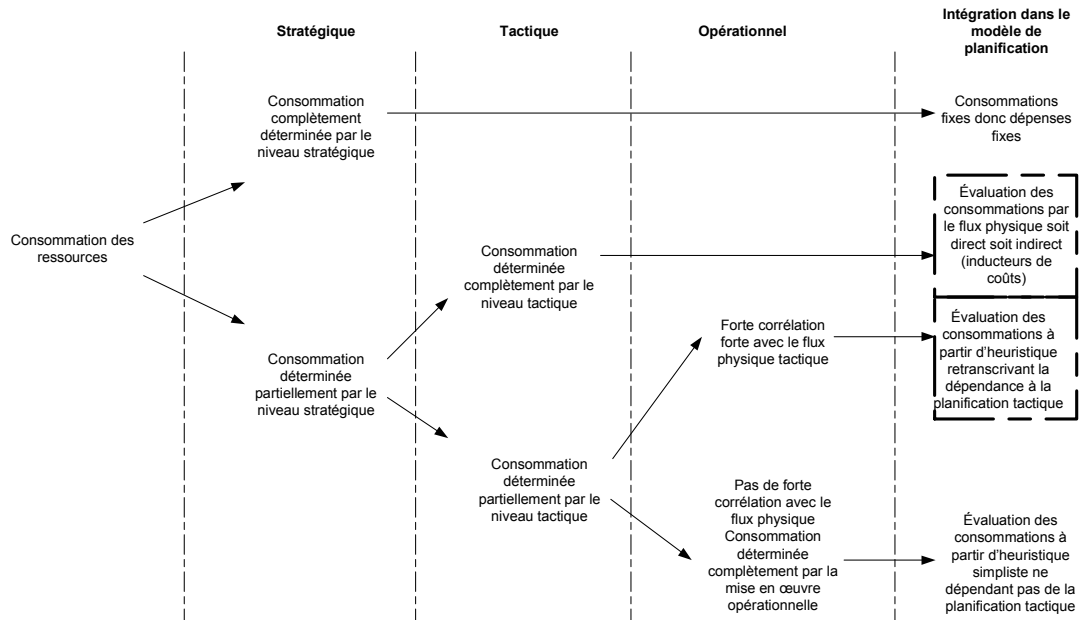 Stratégique
Tactique
Opérationnel
Intégration dans le
modèle de
planification
Consommation
complètement
déterminée par le
niveau stratégique
Consommations
fixes donc dépenses
fixes
Consommation des
ressources
Consommation
déterminée
complètement par le
niveau tactique
Évaluation des
consommations par
le flux physique soit
direct soit indirect
(inducteurs de
coûts)
Consommation
déterminée
partiellement par le
niveau stratégique
Forte corrélation
forte avec le flux
physique tactique
Évaluation des
consommations à
partir d’heuristique
retranscrivant la
dépendance à la
planification tactique
Consommation
déterminée
partiellement par le
niveau tactique
Pas de forte
corrélation avec le
flux physique
Consommation
déterminée
complètement par la
mise en œuvre
opérationnelle
Évaluation des
consommations à
partir d’heuristique
simpliste ne
dépendant pas de la
planification tactique